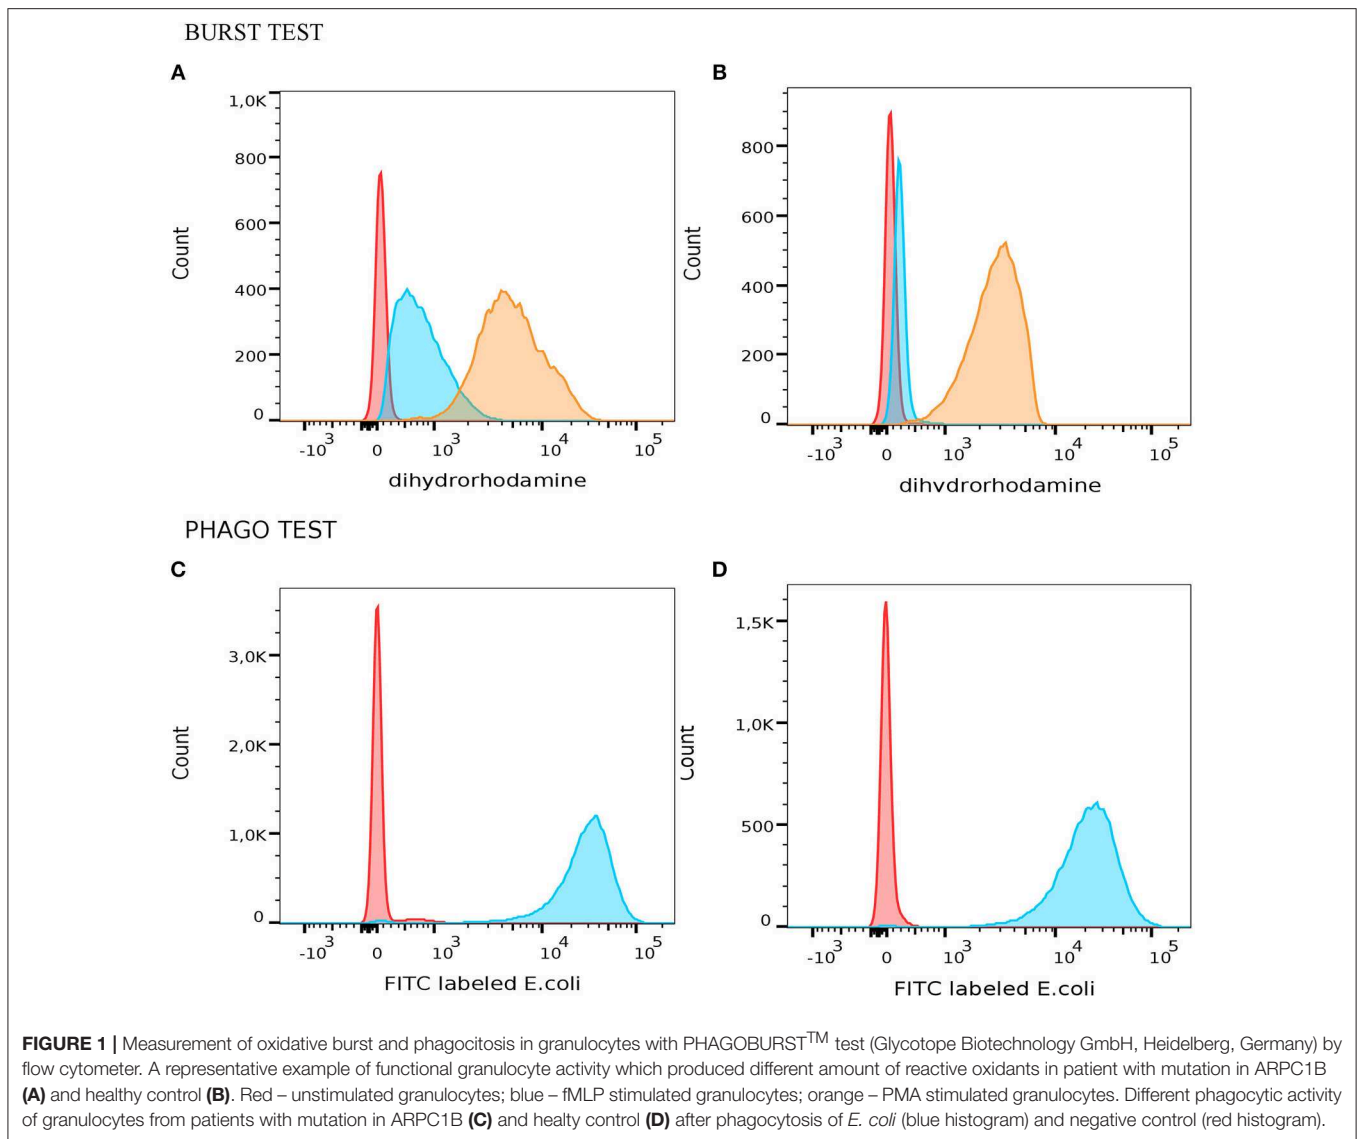 BURST TEST
A
B
1,0K
800
600
400
200
0
Count
-10 3 0 10 3 10 4 10 5
dihydrorhodamine
800
600
400
200
0
Count
-10 3 0 10 3 10 4 10 5
dihvdrorhodamine
PHAGO TEST
C
D
3,0K
2,0K
1,0K
0
Count
-10 3 0 10 3 10 4 10 5
FITC labeled E.coli
1,5K
1,0K
500
0
Count
-10 3 0 10 3 10 4 10 5
FITC labeled E.coli
FIGURE 1 | Measurement of oxidative burst and phagocitosis in granulocytes with PHAGOBURST™ test (Glycotope Biotechnology GmbH, Heidelberg, Germany) by
flow cytometer. A representative example of functional granulocyte activity which produced different amount of reactive oxidants in patient with mutation in ARPC1B
(A) and healthy control (B). Red – unstimulated granulocytes; blue – fMLP stimulated granulocytes; orange – PMA stimulated granulocytes. Different phagocytic activity
of granulocytes from patients with mutation in ARPC1B (C) and healty control (D) after phagocytosis of E. coli (blue histogram) and negative control (red histogram).